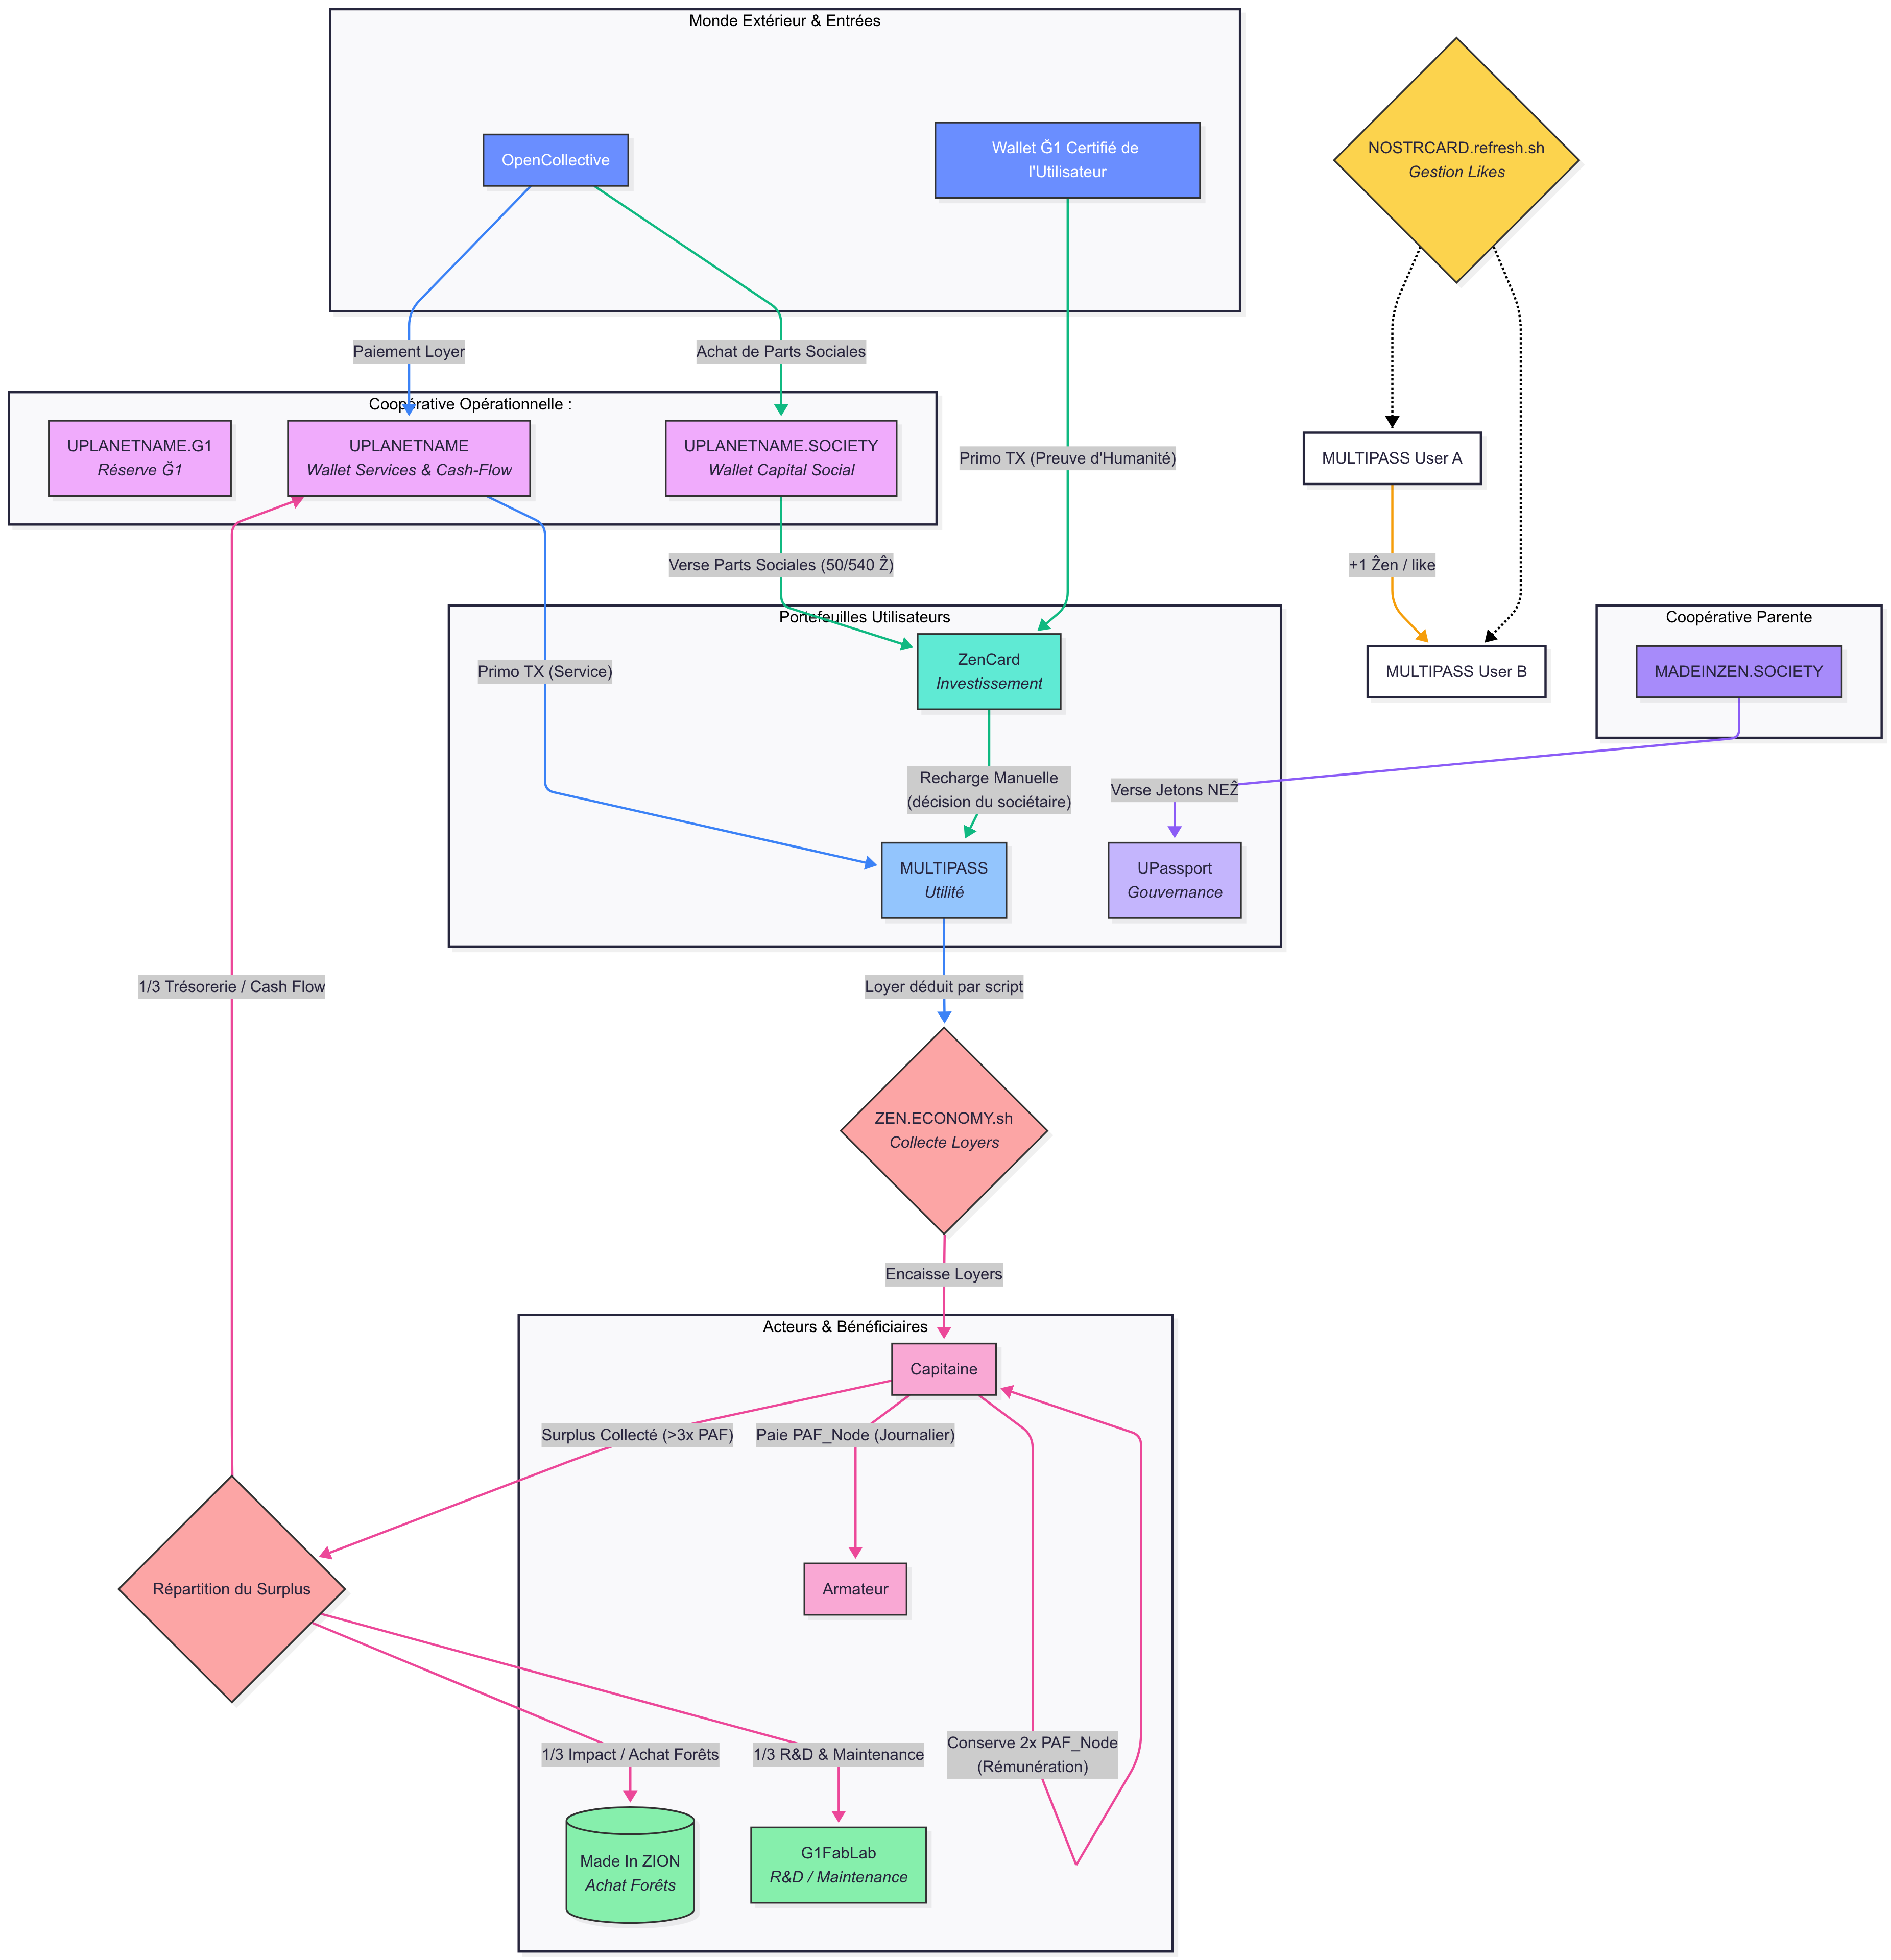 Monde Extérieur & Entrées
OpenCollective
Wallet Ğ1 Certifié de
l'Utilisateur
NOSTRCARD.refresh.sh
Gestion Likes
Paiement Loyer
Achat de Parts Sociales
Coopérative Opérationnelle :
UPLANETNAME.G1
Réserve Ğ1
UPLANETNAME
Wallet Services & Cash-Flow
UPLANETNAME.SOCIETY
Wallet Capital Social
Primo TX (Preuve d'Humanité)
MULTIPASS User A
Verse Parts Sociales (50/540 Ẑ)
+1 Ẑen / like
Portefeuilles Utilisateurs
Coopérative Parente
Primo TX (Service)
ZenCard
Investissement
MULTIPASS User B
MADEINZEN.SOCIETY
Recharge Manuelle
(décision du sociétaire)
Verse Jetons NEẐ
MULTIPASS
Utilité
UPassport
Gouvernance
1/3 Trésorerie / Cash Flow
Loyer déduit par script
ZEN.ECONOMY.sh
Collecte Loyers
Encaisse Loyers
Acteurs & Bénéficiaires
Capitaine
Surplus Collecté (>3x PAF)
Paie PAF_Node (Journalier)
Répartition du Surplus
Armateur
1/3 Impact / Achat Forêts
1/3 R&D & Maintenance
Conserve 2x PAF_Node
(Rémunération)
Made In ZION
Achat Forêts
G1FabLab
R&D / Maintenance